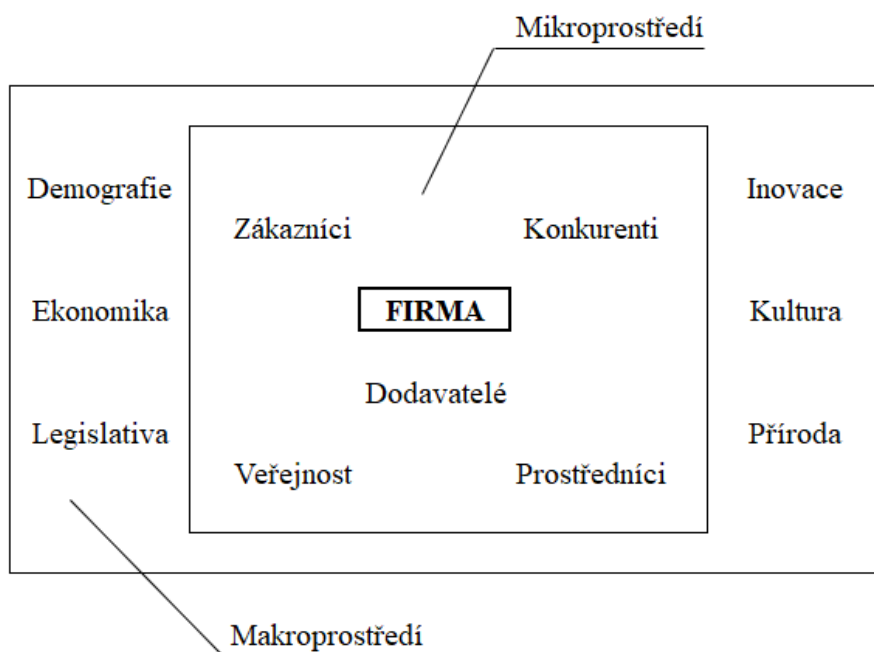 Mikroprostředí
Demografie
Inovace
Zákazníci
Konkurenti
Ekonomika
FIRMA
Kultura
Dodavatelé
Legislativa
Příroda
Veřejnost
Prostředníci
Makroprostředí